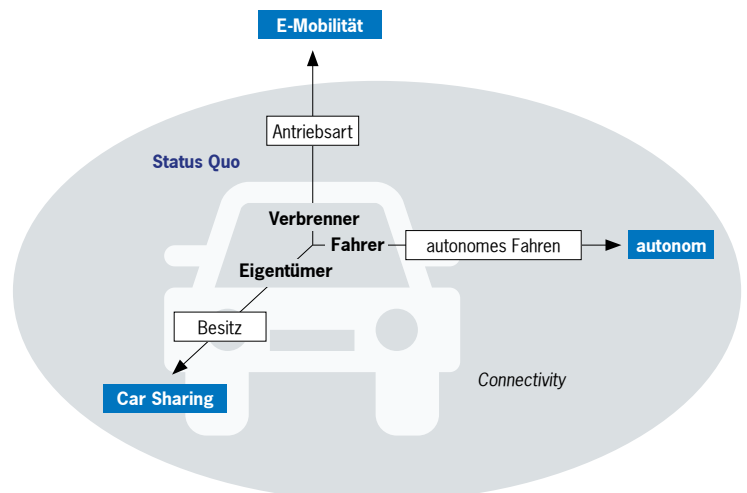 E-Mobilität
Antriebsart
Status Quo
Verbrenner
Fahrer
autonomes Fahren
autonom
Eigentümer
Besitz
Connectivity
Car Sharing